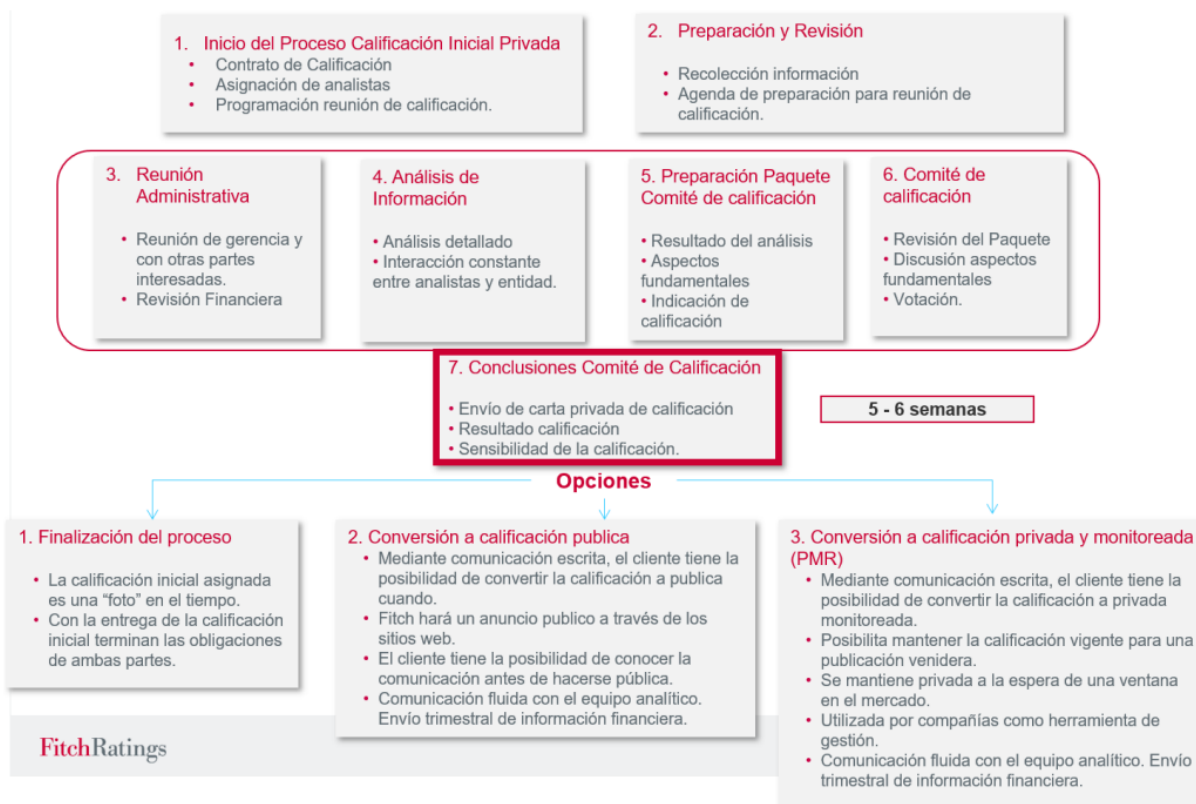 1. Inicio del Proceso Calificación Inicial Privada
• Contrato de Calificación
• Asignación de analistas
• Programación reunión de calificación.
2. Preparación y Revisión
• Recolección información
• Agenda de preparación para reunión de
calificación.
3. Reunión
Administrativa
• Reunión de gerencia y
con otras partes
interesadas.
• Revisión Financiera
4. Análisis de
Información
• Análisis detallado
• Interacción constante
entre analistas y entidad.
5. Preparación Paquete
Comité de calificación
• Resultado del análisis
• Aspectos
fundamentales
• Indicación de
calificación
6. Comité de
calificación
• Revisión del Paquete
• Discusión aspectos
fundamentales
• Votación.
7. Conclusiones Comité de Calificación
• Envío de carta privada de calificación
• Resultado calificación
• Sensibilidad de la calificación.
5 - 6 semanas
Opciones
1. Finalización del proceso
• La calificación inicial asignada
es una “foto” en el tiempo.
• Con la entrega de la calificación
inicial terminan las obligaciones
de ambas partes.
2. Conversión a calificación publica
• Mediante comunicación escrita, el cliente tiene la
posibilidad de convertir la calificación a publica
cuando.
• Fitch hará un anuncio publico a través de los
sitios web.
• El cliente tiene la posibilidad de conocer la
comunicación antes de hacerse pública.
• Comunicación fluida con el equipo analítico.
Envío trimestral de información financiera.
3. Conversión a calificación privada y monitoreada
(PMR)
• Mediante comunicación escrita, el cliente tiene la
posibilidad de convertir la calificación a privada
monitoreada.
• Posibilita mantener la calificación vigente para una
publicación venidera.
• Se mantiene privada a la espera de una ventana
en el mercado.
• Utilizada por compañías como herramienta de
gestión.
• Comunicación fluida con el equipo analítico. Envío
trimestral de información financiera.
FitchRatings